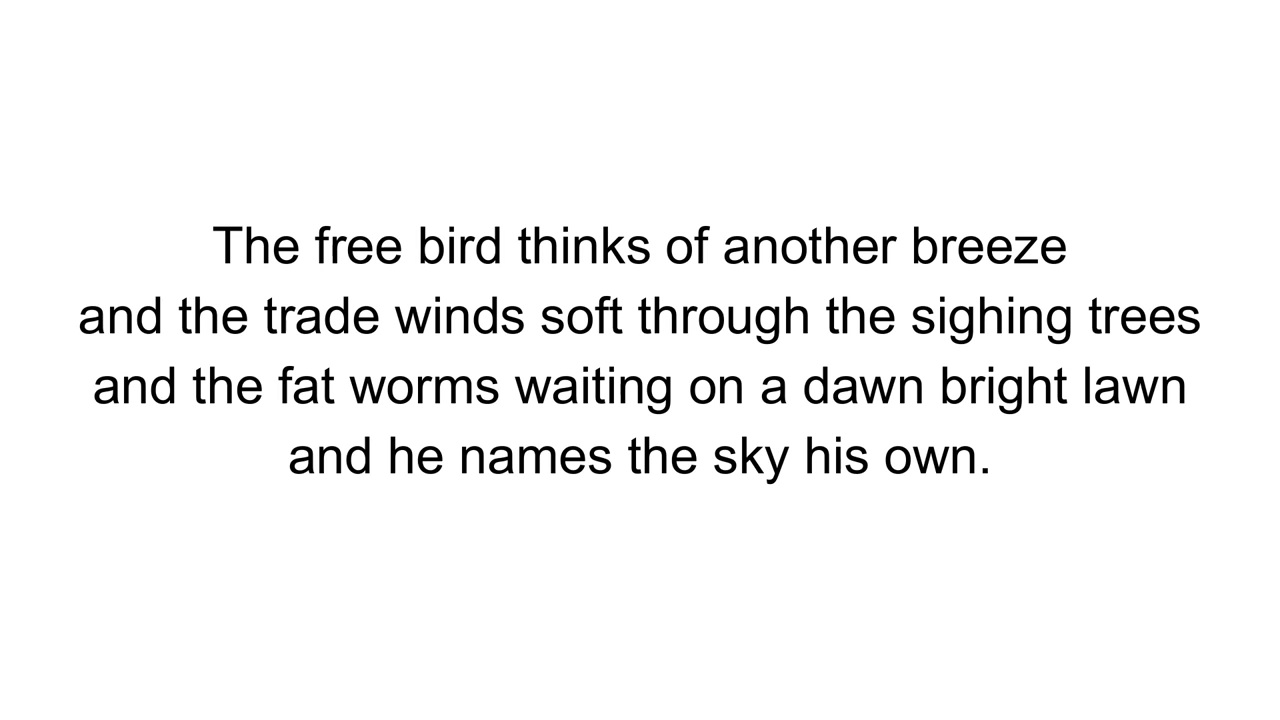 The free bird thinks of another breeze
and the trade winds soft through the sighing trees
and the fat worms waiting on a dawn bright lawn
and he names the sky his own.